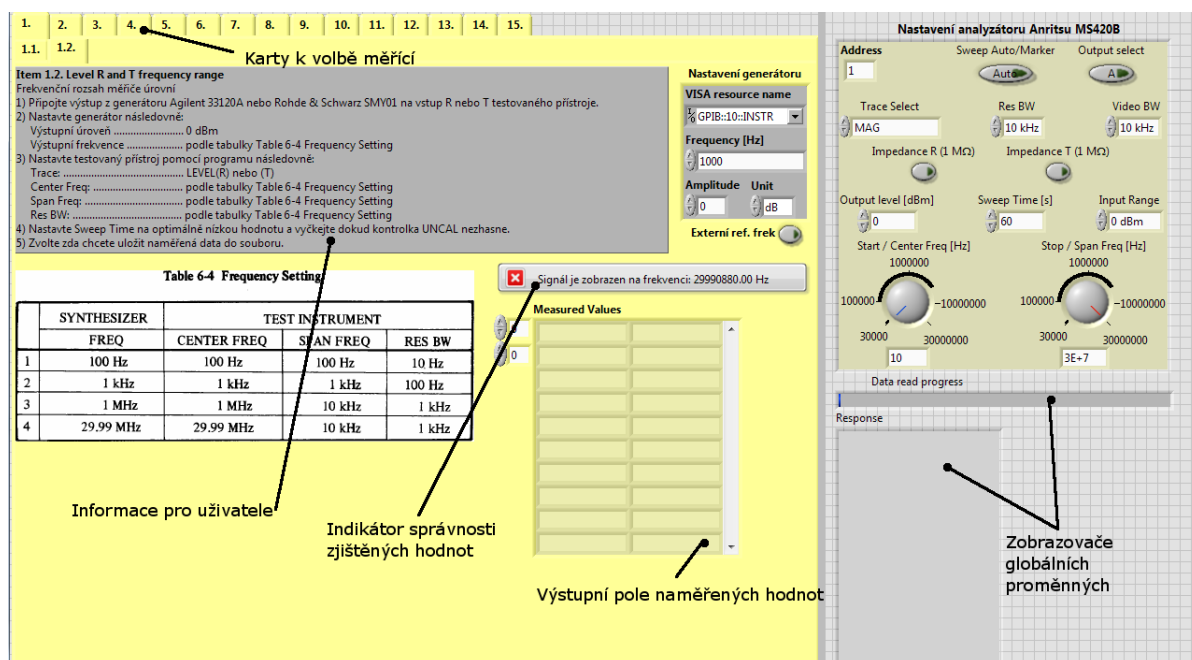 1. 2. 3. 4. 5. 6. 7. 8. 9. 10. 11. 12. 13. 14. 15.
1.1. 1.2.
Karty k volbě měřící
Item 1.2. Level R and T frequency range
Frekvenční rozsah měřiče úrovní
1) Připojte výstup z generátoru Agilent 33120A nebo Rohde & Schwarz SMY01 na vstup R nebo T testovaného přístroje.
2) Nastavte generátor následovně:
Výstupní úroveň ........................ 0 dBm
Výstupní frekvence .................... podle tabulky Table 6-4 Frequency Setting
3) Nastavte testovaný přístroj pomocí programu následovně:
Trace: ......................................... LEVEL(R) nebo (T)
Center Freq: ............................... podle tabulky Table 6-4 Frequency Setting
Span Freq: .................................. podle tabulky Table 6-4 Frequency Setting
Res BW: ..................................... podle tabulky Table 6-4 Frequency Setting
4) Nastavte Sweep Time na optimálně nízkou hodnotu a vyčkejte dokud kontrolka UNCAL nezhasne.
5) Zvolte zda chcete uložit naměřená data do souboru.
Nastavení generátoru
VISA resource name
GPIB::10::INSTR
Frequency [Hz]
1000
Amplitude Unit
0 dB
Externí ref. frek
Table 6-4 Frequency Setting
SYNTHESIZER TEST INSTRUMENT
FREQ CENTER FREQ SPAN FREQ RES BW
1 100 Hz 100 Hz 100 Hz 10 Hz
2 1 kHz 1 kHz 1 kHz 100 Hz
3 1 MHz 1 MHz 10 kHz 1 kHz
4 29.99 MHz 29.99 MHz 10 kHz 1 kHz
Signál je zobrazen na frekvenci: 29990880.00 Hz
Measured Values
0
0
Informace pro uživatele
Indikátor správnosti
zjištěných hodnot
Výstupní pole naměřených hodnot
Nastavení analyzátoru Anritsu MS420B
Address Sweep Auto/Marker Output select
1 Auto A
Trace Select Res BW Video BW
MAG 10 kHz 10 kHz
Impedance R (1 MΩ) Impedance T (1 MΩ)
Output level [dBm] Sweep Time [s] Input Range
0 60 0 dBm
Start / Center Freq [Hz] Stop / Span Freq [Hz]
1000000 1000000
100000 -10000000 100000 -10000000
30000 30000000 30000 30000000
10 3E+7
Data read progress
Response
Zobrazovače
globálních
proměnných